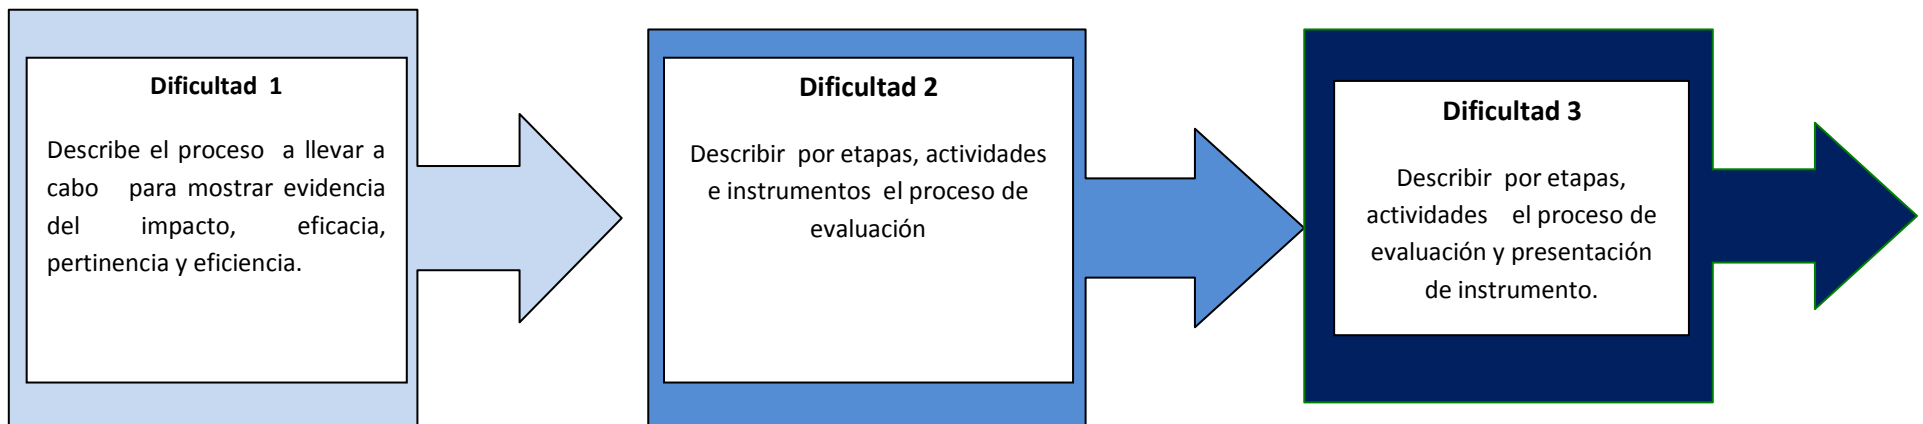 Dificultad 1
Describe el proceso a llevar a
cabo para mostrar evidencia
del impacto, eficacia,
pertinencia y eficiencia.
Dificultad 2
Describir por etapas, actividades
e instrumentos el proceso de
evaluación
Dificultad 3
Describir por etapas,
actividades el proceso de
evaluación y presentación
de instrumento.